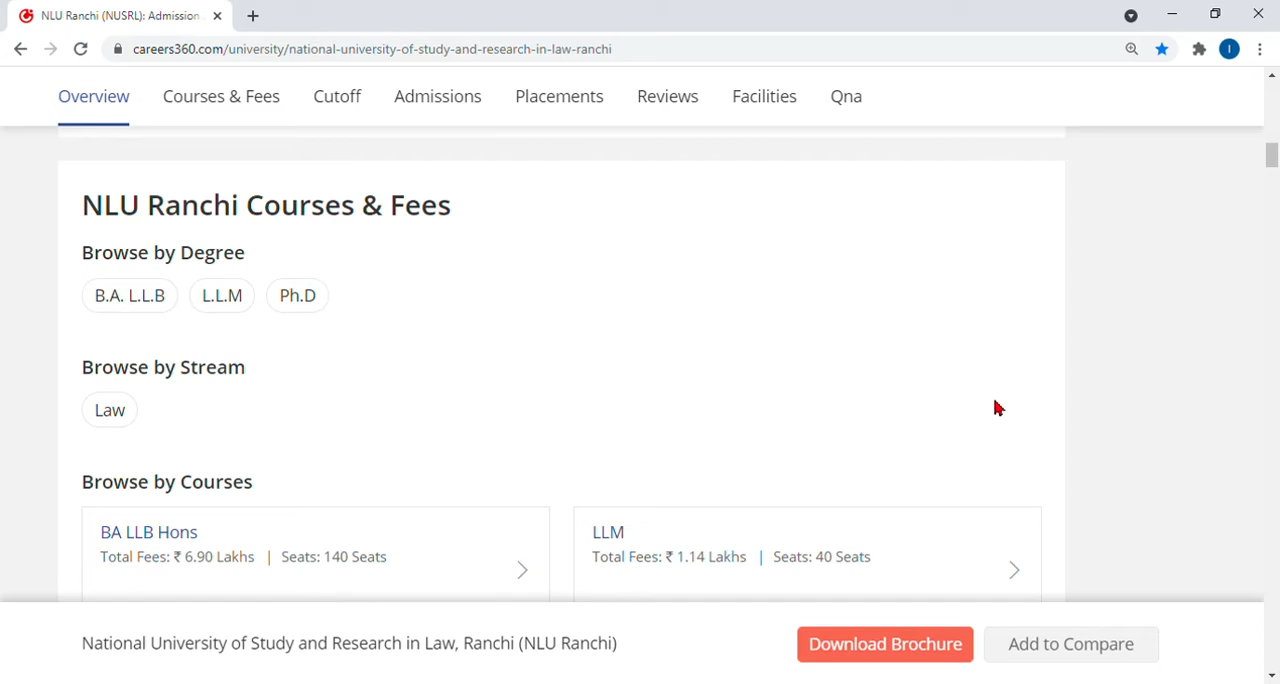 NLU Ranchi (NUSRL): Admission
careers360.com/university/national-university-of-study-and-research-in-law-ranchi
I
Overview Courses & Fees Cutoff Admissions Placements Reviews Facilities Qna
NLU Ranchi Courses & Fees
Browse by Degree
B.A. L.L.B L.L.M Ph.D
Browse by Stream
Law
Browse by Courses
BA LLB Hons LLM
Total Fees: ₹ 6.90 Lakhs | Seats: 140 Seats Total Fees: ₹ 1.14 Lakhs | Seats: 40 Seats
National University of Study and Research in Law, Ranchi (NLU Ranchi) Download Brochure Add to Compare